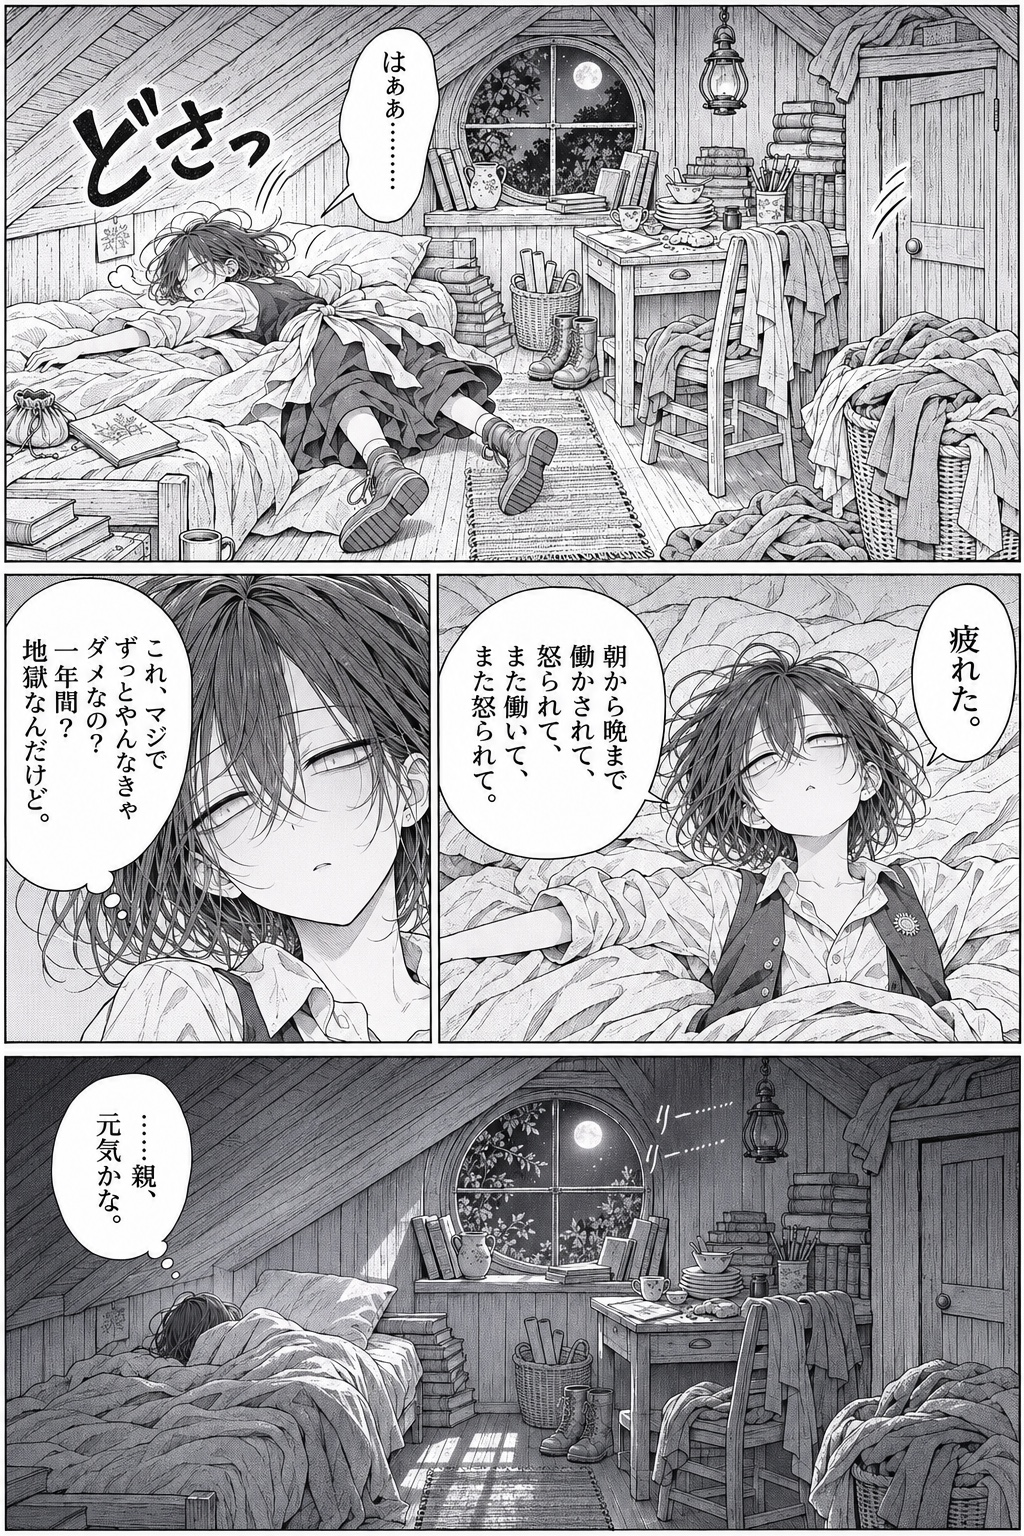 どさっ
はぁぁ………
疲れた。
朝から晩まで
働かされて、
怒られて、
また働いて、
また怒られて。
これ、マジで
ずっとやんなきゃ
ダメなの？
一年間？
地獄なんだけど。
リー……
リー……
……親、
元気かな。